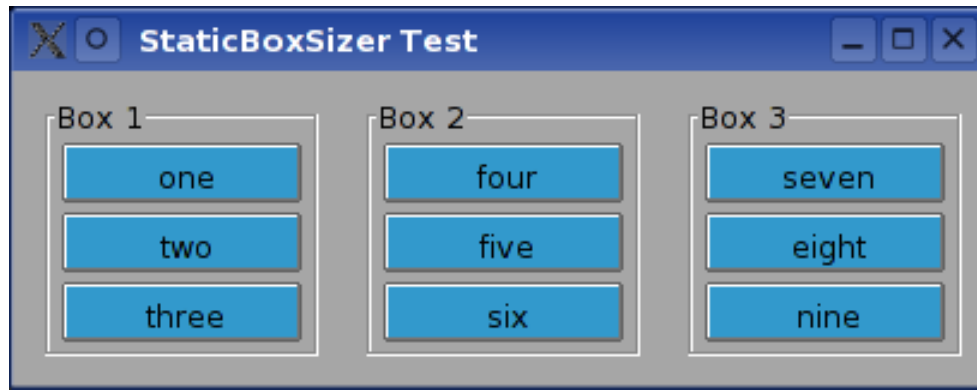 StaticBoxSizer Test
Box 1
one
two
three
Box 2
four
five
six
Box 3
seven
eight
nine